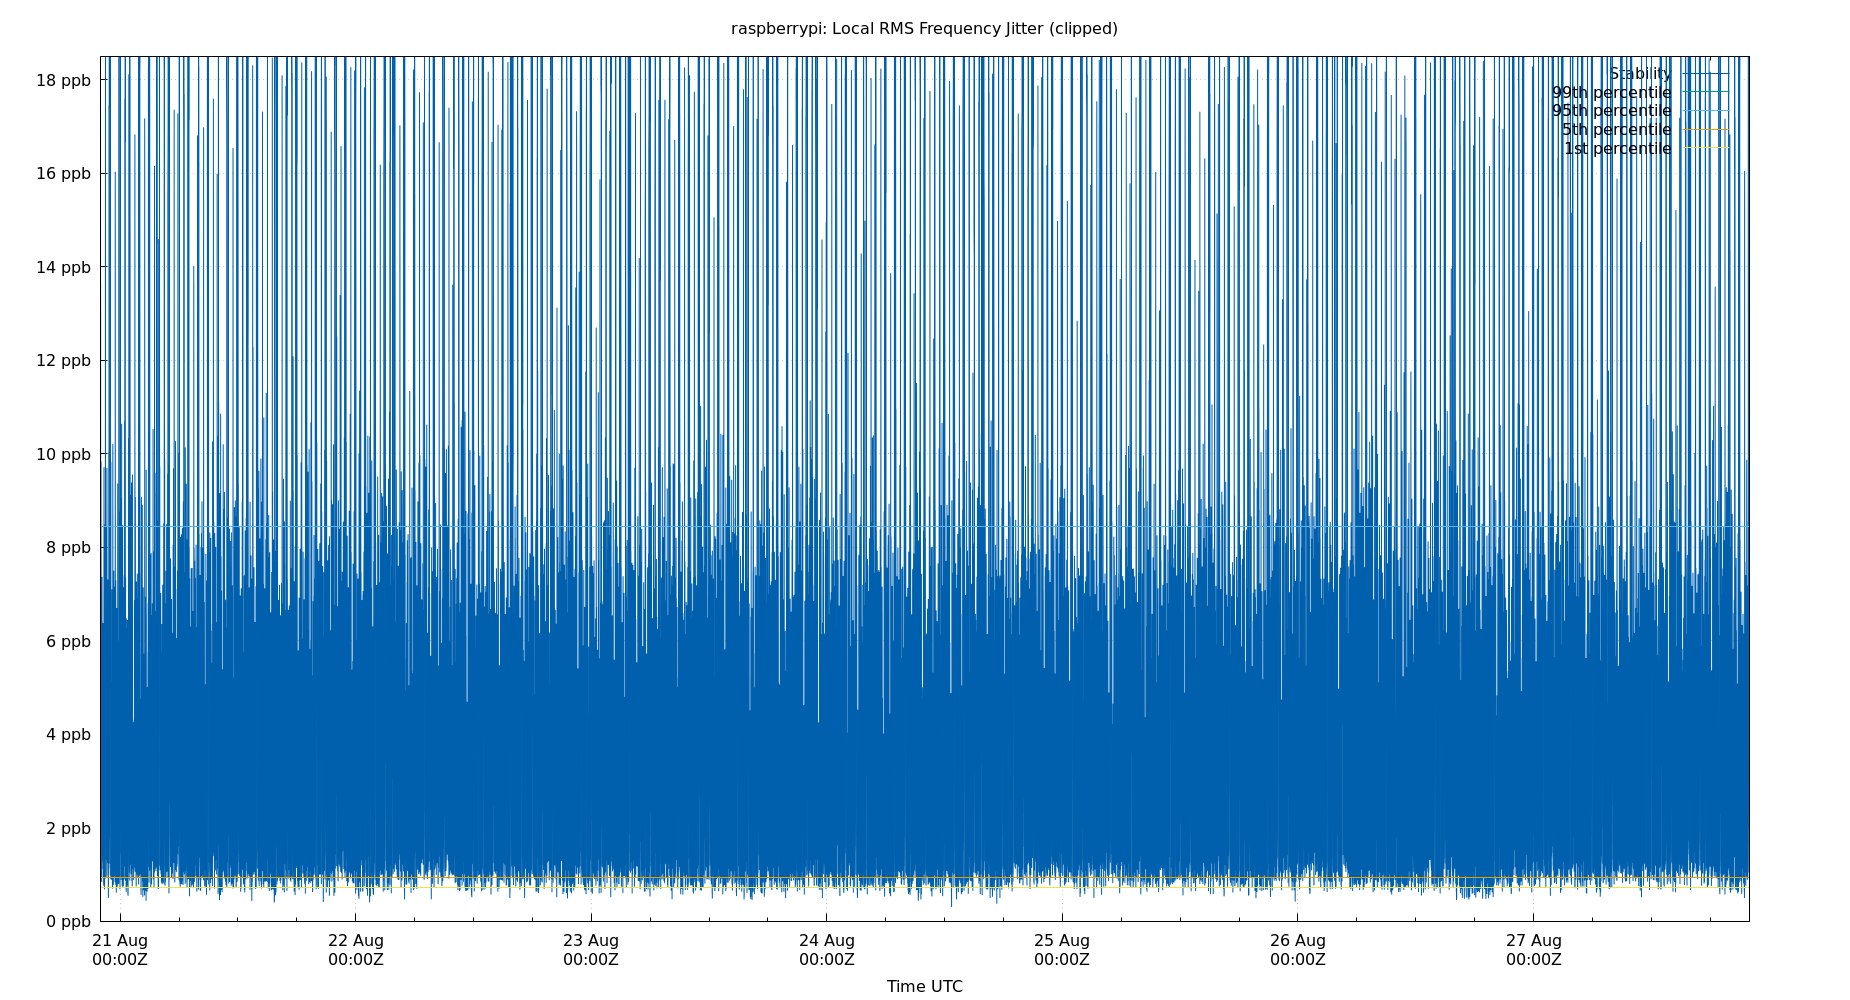 raspberrypi: Local RMS Frequency Jitter (clipped)
18 ppb
16 ppb
14 ppb
12 ppb
10 ppb
8 ppb
6 ppb
4 ppb
2 ppb
0 ppb
Stability
99th percentile
95th percentile
5th percentile
1st percentile
21 Aug 22 Aug 23 Aug 24 Aug 25 Aug 26 Aug 27 Aug
00:00Z 00:00Z 00:00Z 00:00Z 00:00Z 00:00Z 00:00Z
Time UTC